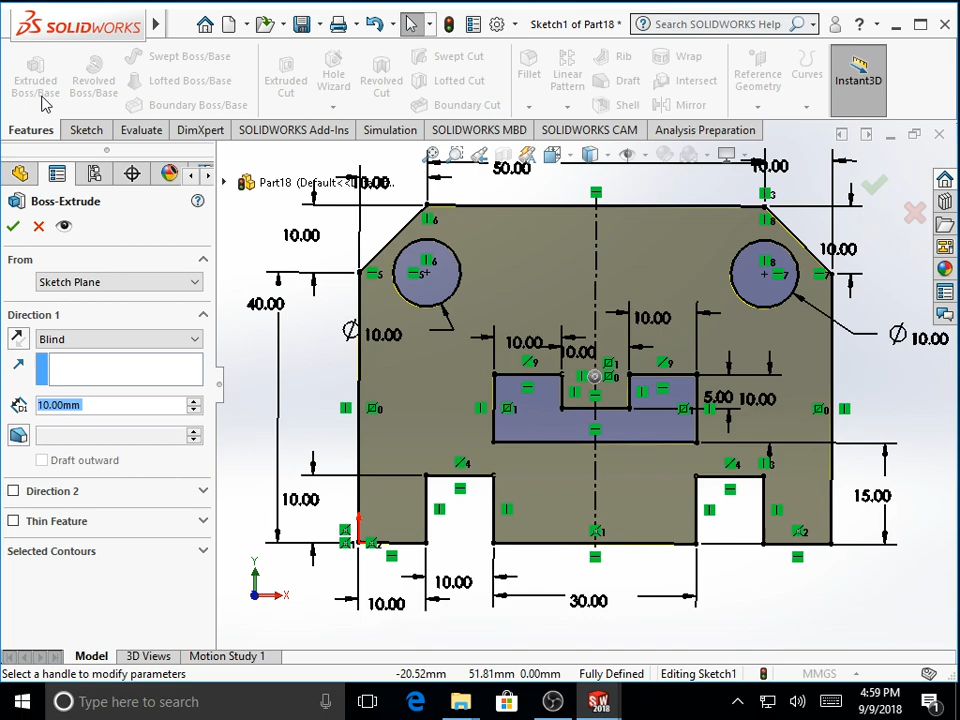 SOLIDWORKS
Sketch1 of Part18 *
Search SOLIDWORKS Help
Extruded Boss/Base
Revolved Boss/Base
Swept Boss/Base
Lofted Boss/Base
Boundary Boss/Base
Extruded Cut
Hole Wizard
Revolved Cut
Swept Cut
Lofted Cut
Boundary Cut
Fillet
Linear Pattern
Rib
Draft
Shell
Wrap
Intersect
Mirror
Reference Geometry
Curves
Instant3D
Features
Sketch
Evaluate
DimXpert
SOLIDWORKS Add-Ins
Simulation
SOLIDWORKS MBD
SOLIDWORKS CAM
Analysis Preparation
Part18 (Default<<D...
Boss-Extrude
From
Sketch Plane
Direction 1
Blind
10.00mm
Draft outward
Direction 2
Thin Feature
Selected Contours
50.00
10.00
10.00
10.00
10.00
40.00
Ø 10.00
Ø 10.00
10.00
10.00
10.00
5.00
10.00
10.00
15.00
10.00
10.00
30.00
Y
X
Model
3D Views
Motion Study 1
Select a handle to modify parameters
-20.52mm
51.81mm
0.00mm
Fully Defined
Editing Sketch1
MMGS
Type here to search
SW
2018
4:59 PM
9/9/2018
1